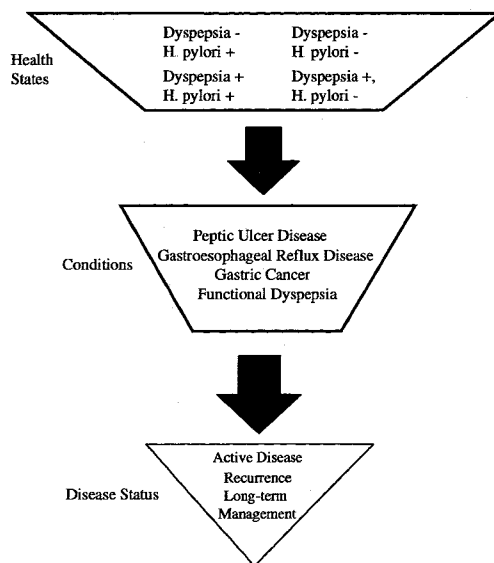 Health
States
Dyspepsia -
H. pylori +
Dyspepsia -
H pylori -
Dyspepsia +
H. pylori +
Dyspepsia +,
H. pylori -
Conditions
Peptic Ulcer Disease
Gastroesophageal Reflux Disease
Gastric Cancer
Functional Dyspepsia
Disease Status
Active Disease
Recurrence
Long-term
Management